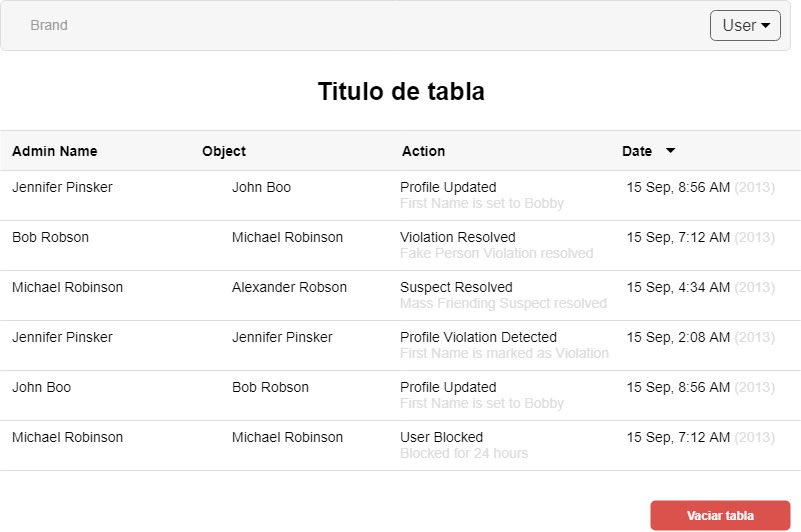 Brand
User
Titulo de tabla
Admin Name Object Action Date
Jennifer Pinsker John Boo Profile Updated 15 Sep, 8:56 AM (2013)
First Name is set to Bobby
Bob Robson Michael Robinson Violation Resolved 15 Sep, 7:12 AM (2013)
Fake Person Violation resolved
Michael Robinson Alexander Robson Suspect Resolved 15 Sep, 4:34 AM (2013)
Mass Friending Suspect resolved
Jennifer Pinsker Jennifer Pinsker Profile Violation Detected 15 Sep, 2:08 AM (2013)
First Name is marked as Violation
John Boo Bob Robson Profile Updated 15 Sep, 8:56 AM (2013)
First Name is set to Bobby
Michael Robinson Michael Robinson User Blocked 15 Sep, 7:12 AM (2013)
Blocked for 24 hours
Vaciar tabla